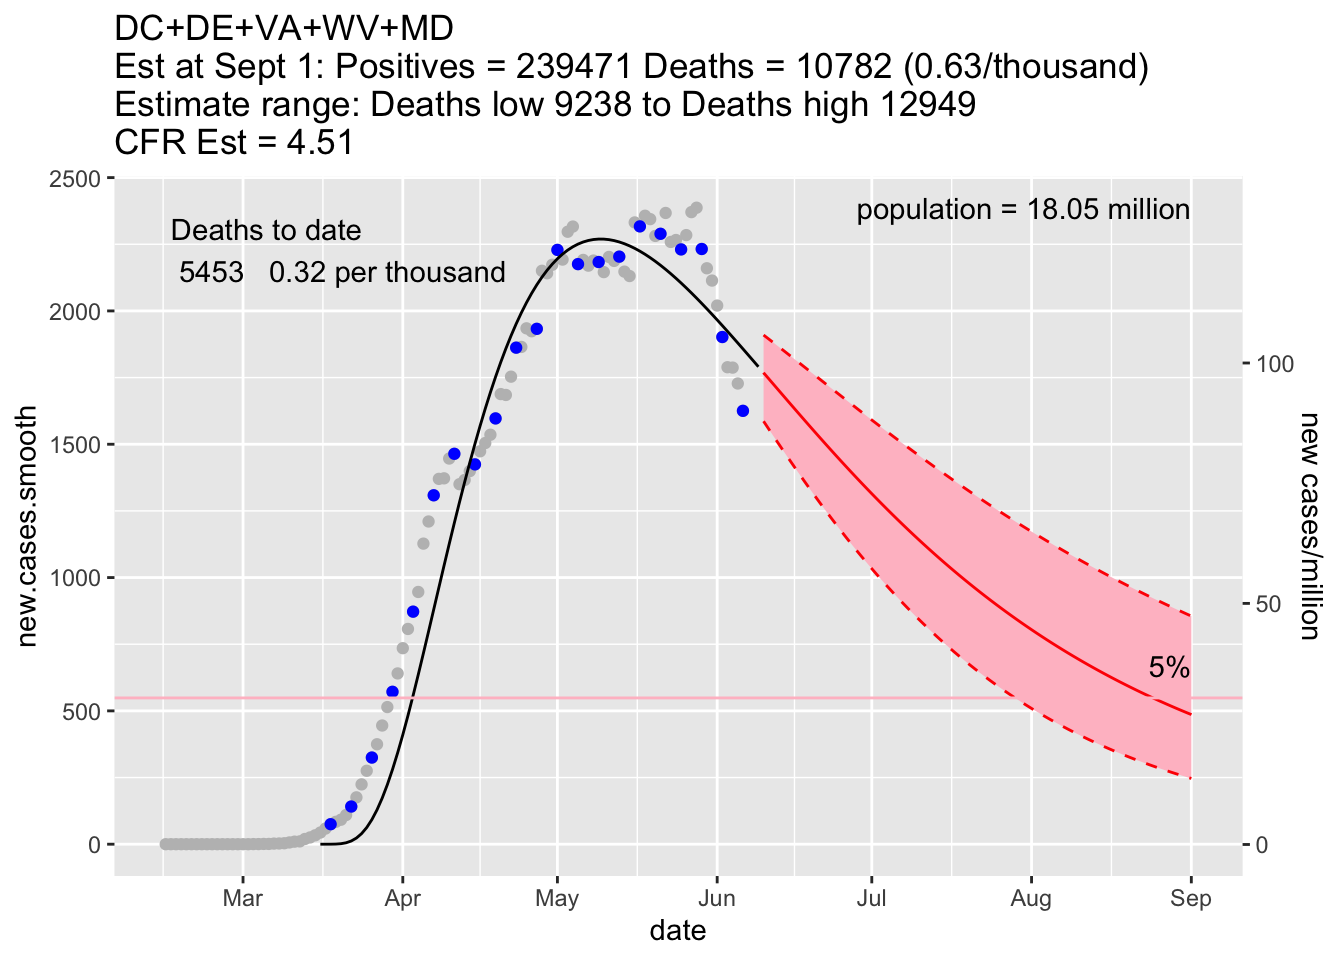 DC+DE+VA+WV+MD
Est at Sept 1: Positives = 239471 Deaths = 10782 (0.63/thousand)
Estimate range: Deaths low 9238 to Deaths high 12949
CFR Est = 4.51
2500
2000
1500
1000
500
0
new.cases.smooth
Deaths to date
5453 0.32 per thousand
population = 18.05 million
5%
100
50
0
new cases/million
Mar Apr May Jun Jul Aug Sep
date